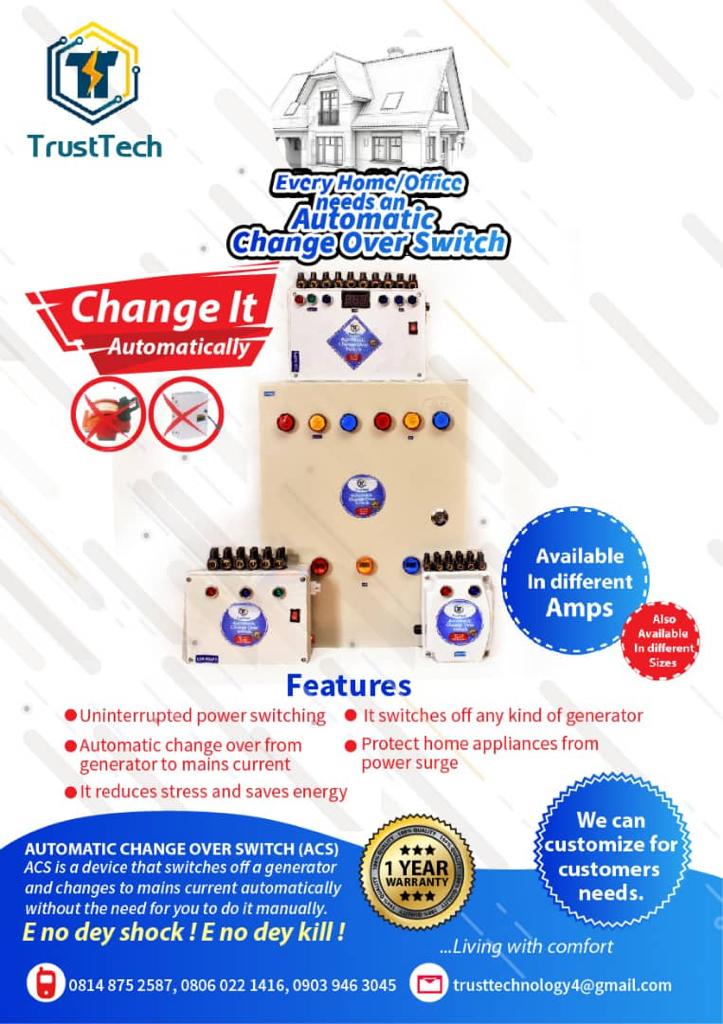 TrustTech
Every Home/Office
needs an
Automatic
Change Over Switch
Change It
Automatically
Available
In different
Amps
Also
Available
In different
Sizes
Features
Uninterrupted power switching
It switches off any kind of generator
Automatic change over from
generator to mains current
Protect home appliances from
power surge
It reduces stress and saves energy
We can
customize for
customers
needs.
AUTOMATIC CHANGE OVER SWITCH (ACS)
ACS is a device that switches off a generator
and changes to mains current automatically
without the need for you to do it manually.
E no dey shock ! E no dey kill !
100% QUALITY
1 YEAR
WARRANTY
...Living with comfort
0814 875 2587, 0806 022 1416, 0903 946 3045
trusttechnology4@gmail.com